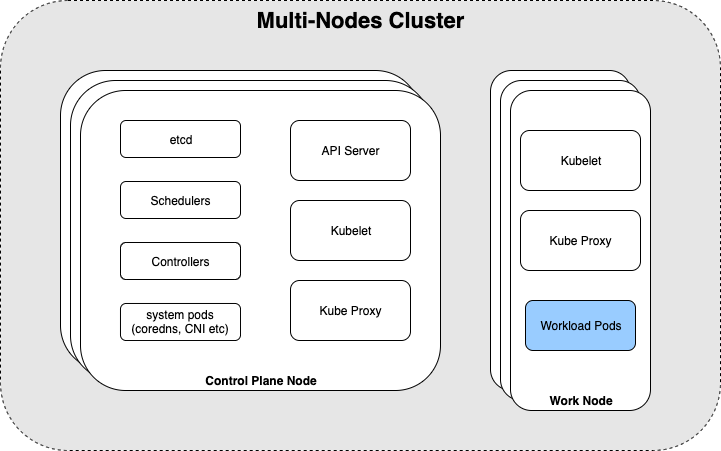 Multi-Nodes Cluster
etcd
Schedulers
Controllers
system pods
(coredns, CNI etc)
API Server
Kubelet
Kube Proxy
Control Plane Node
Kubelet
Kube Proxy
Workload Pods
Work Node